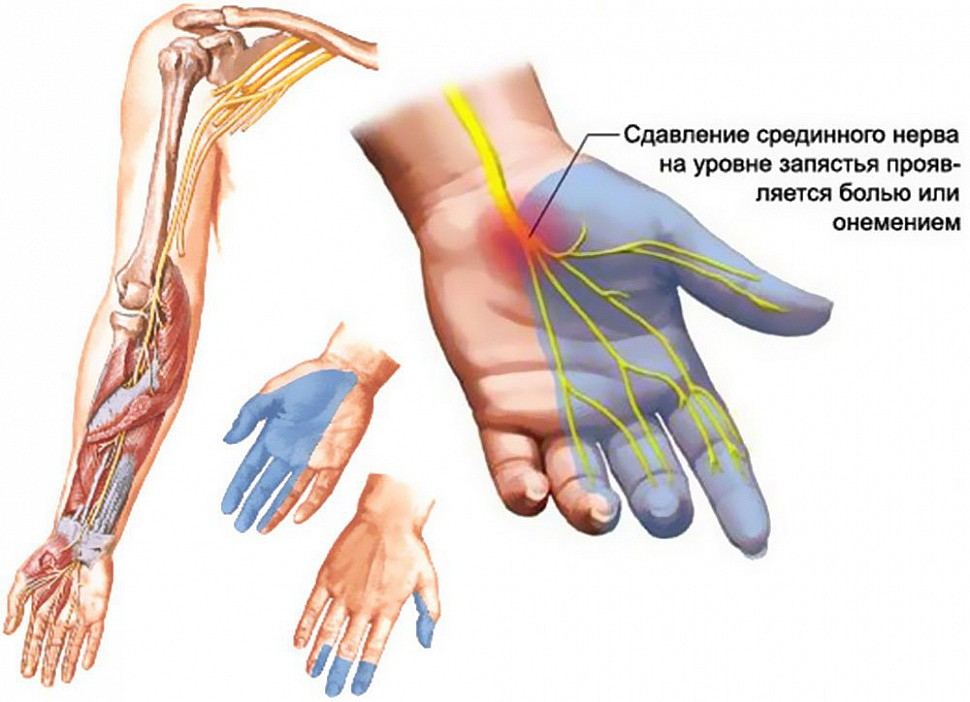 Сдавление срединного нерва
на уровне запястья прояв-
ляется болью или
онемением